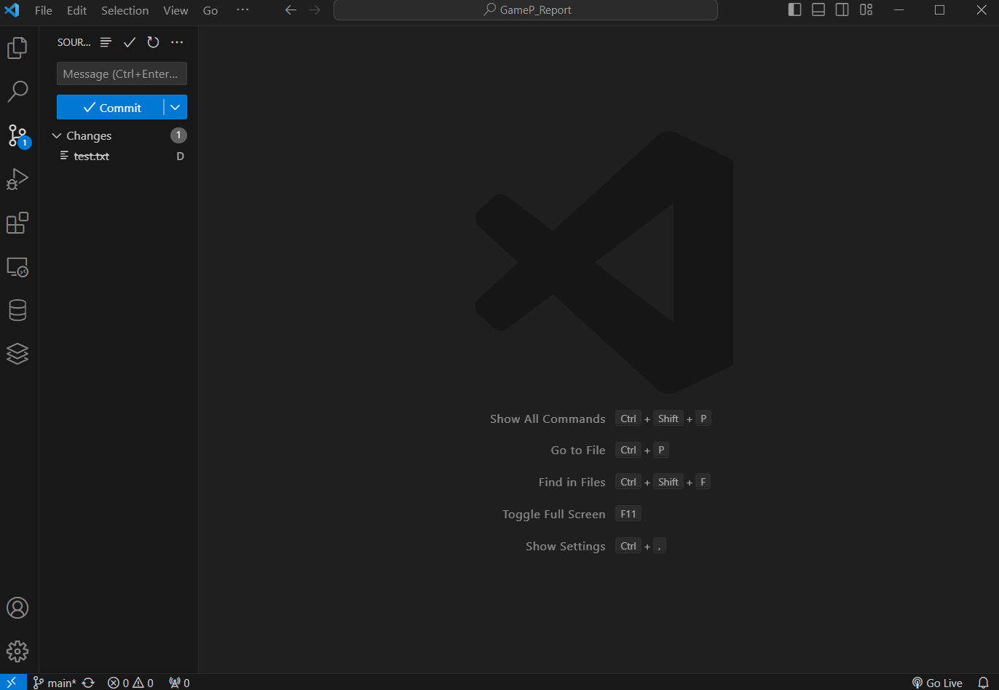 File Edit Selection View Go ··· GameP_Report
SOUR... ···
Message (Ctrl+Enter...
Commit
Changes 1
test.txt D
1
Show All Commands Ctrl + Shift + P
Go to File Ctrl + P
Find in Files Ctrl + Shift + F
Toggle Full Screen F11
Show Settings Ctrl + ,
main* 0 0 0 Go Live